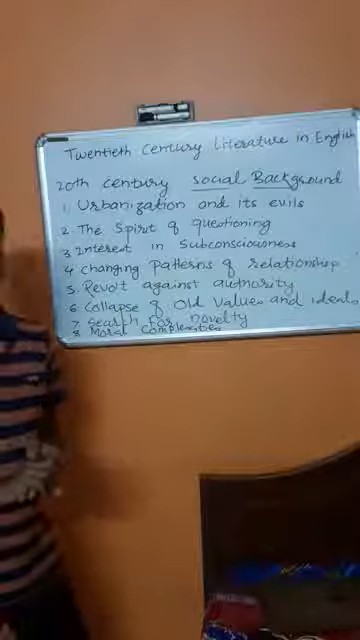 Twentieth Century Literature in English
20th century Social Background
1. Urbanization and its evils
2. The Spirit of questioning
3 Interest in Subconsciousness
4 Changing Patterns of relationship
5. Revolt against authority
6 Collapse of Old Values and ideals
7 Search For novelty
8 Moral Complexities